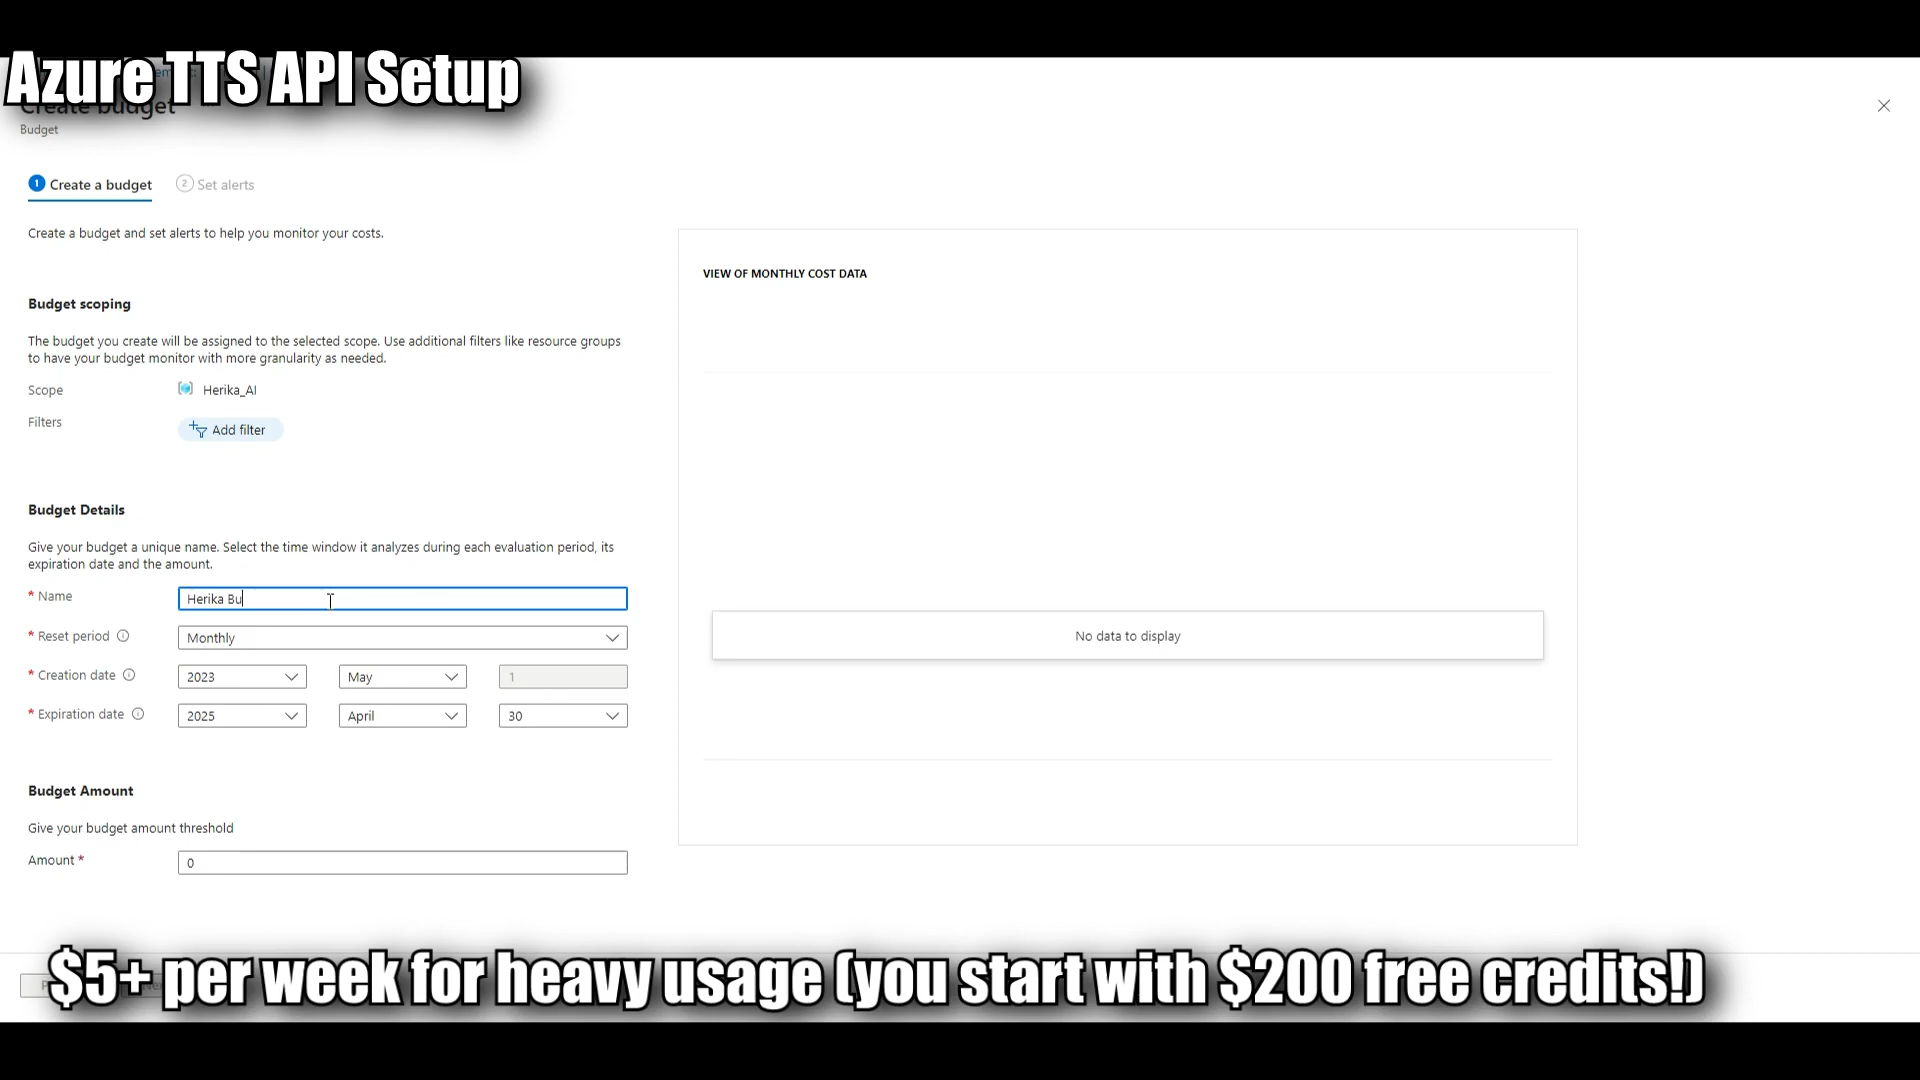 Azure TTS API Setup
Create budget
Budget
1 Create a budget
2 Set alerts
Create a budget and set alerts to help you monitor your costs.
Budget scoping
The budget you create will be assigned to the selected scope. Use additional filters like resource groups
to have your budget monitor with more granularity as needed.
Scope
Herika_AI
Filters
Add filter
Budget Details
Give your budget a unique name. Select the time window it analyzes during each evaluation period, its
expiration date and the amount.
* Name
Herika Bu
* Reset period
Monthly
* Creation date
2023
May
1
* Expiration date
2025
April
30
Budget Amount
Give your budget amount threshold
Amount *
0
VIEW OF MONTHLY COST DATA
No data to display
$5+ per week for heavy usage (you start with $200 free credits!)